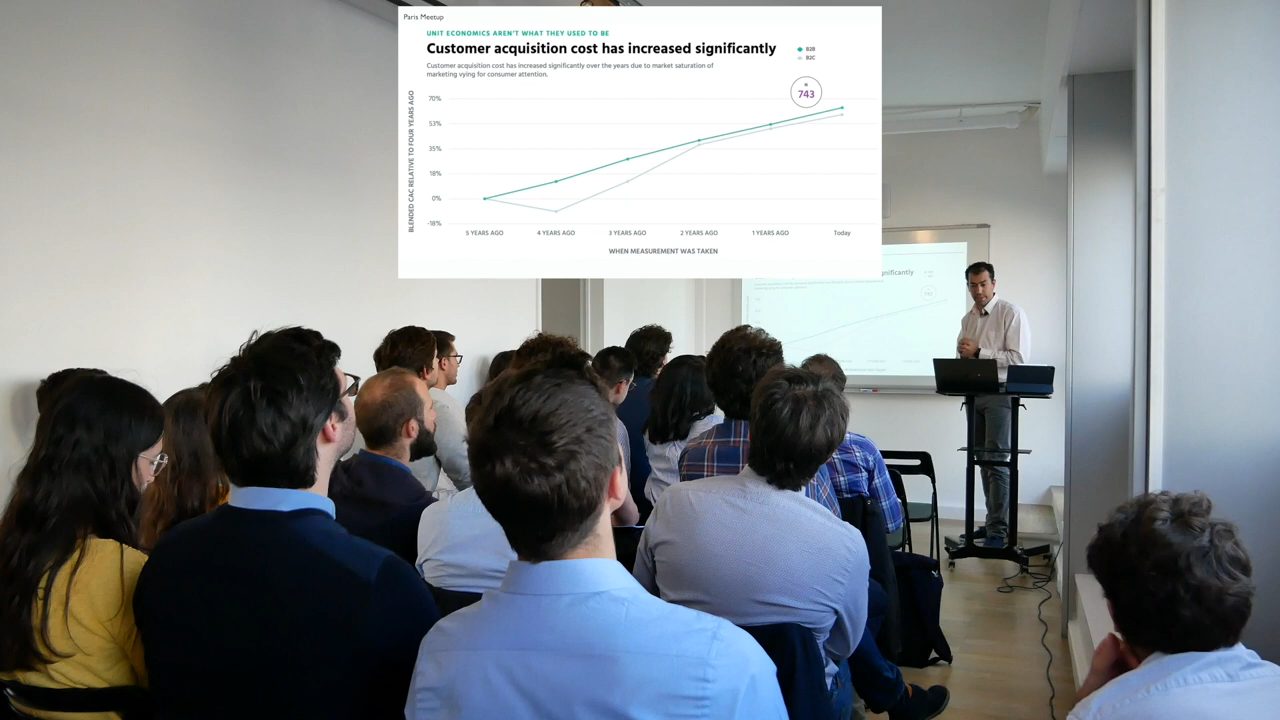 Paris Meetup
UNIT ECONOMICS AREN'T WHAT THEY USED TO BE
Customer acquisition cost has increased significantly
B2B
B2C
Customer acquisition cost has increased significantly over the years due to market saturation of
marketing vying for consumer attention.
N
743
BLENDED CAC RELATIVE TO FOUR YEARS AGO
70%
53%
35%
18%
0%
-18%
5 YEARS AGO 4 YEARS AGO 3 YEARS AGO 2 YEARS AGO 1 YEARS AGO Today
WHEN MEASUREMENT WAS TAKEN
gnificantly